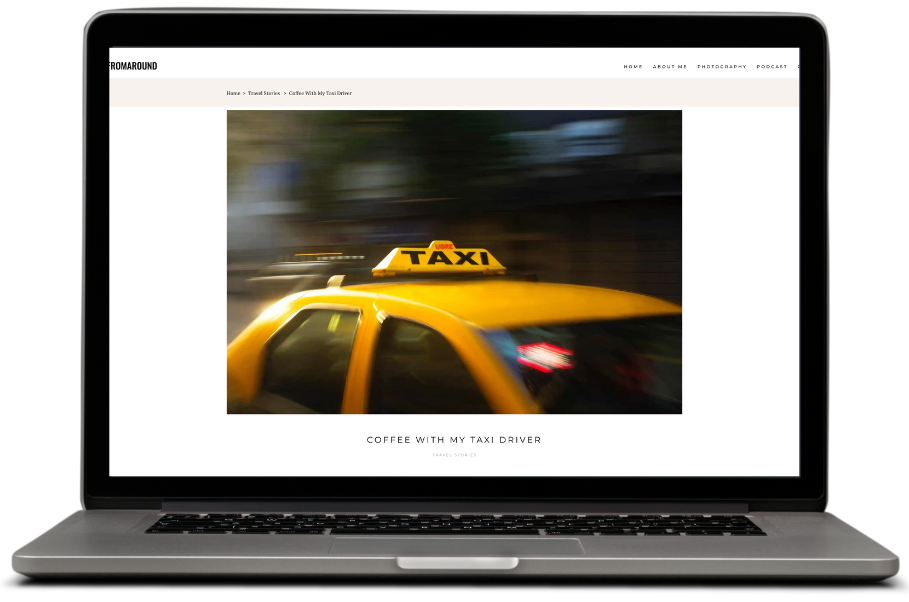 FROMAROUND
HOME ABOUT ME PHOTOGRAPHY PODCAST
Home > Travel Stories > Coffee With My Taxi Driver
LIBRE
TAXI
COFFEE WITH MY TAXI DRIVER
TRAVEL STORIES